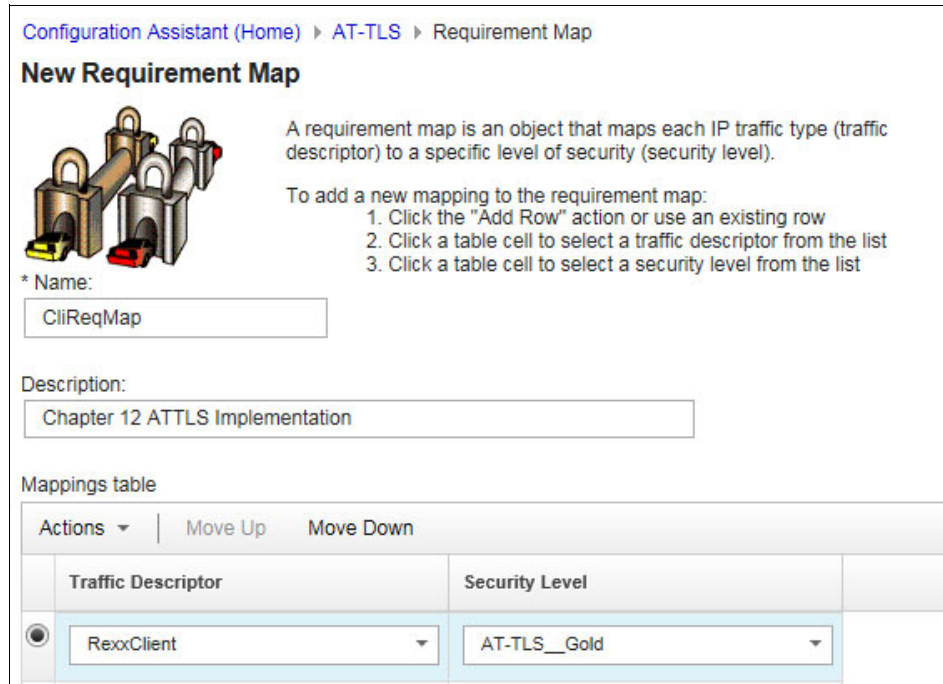 Configuration Assistant (Home) ▸ AT-TLS ▸ Requirement Map
New Requirement Map
A requirement map is an object that maps each IP traffic type (traffic
descriptor) to a specific level of security (security level).
To add a new mapping to the requirement map:
1. Click the "Add Row" action or use an existing row
2. Click a table cell to select a traffic descriptor from the list
3. Click a table cell to select a security level from the list
* Name:
CliReqMap
Description:
Chapter 12 ATTLS Implementation
Mappings table
Actions Move Up Move Down
Traffic Descriptor Security Level
RexxClient AT-TLS__Gold